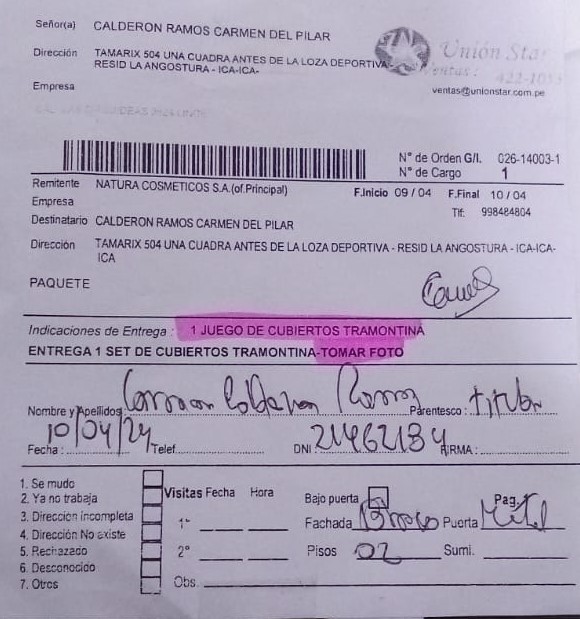 Señor(a) CALDERON RAMOS CARMEN DEL PILAR
Dirección TAMARIX 504 UNA CUADRA ANTES DE LA LOZA DEPORTIVA-
RESID LA ANGOSTURA - ICA-ICA-
Empresa
Unión Star
Ventas :
ventas@unionstar.com.pe
N° de Orden G/I. 026-14003-1
N° de Cargo 1
Remitente NATURA COSMETICOS S.A.(of.Principal)
F.Inicio 09 / 04 F.Final 10 / 04
Empresa
Tlf: 998484804
Destinatario CALDERON RAMOS CARMEN DEL PILAR
Dirección TAMARIX 504 UNA CUADRA ANTES DE LA LOZA DEPORTIVA - RESID LA ANGOSTURA - ICA-ICA-
ICA
PAQUETE
Indicaciones de Entrega : 1 JUEGO DE CUBIERTOS TRAMONTINA
ENTREGA 1 SET DE CUBIERTOS TRAMONTINA-TOMAR FOTO
Nombre y Apellidos: Carmen Calderon Ramos Parentesco : titular
Fecha : 10/04/24 Telef. DNI : 21462184 FIRMA :
1. Se mudo
2. Ya no trabaja
3. Direccion incompleta
4. Dirección No existe
5. Rechazado
6. Desconocido
7. Otros
Visitas Fecha Hora
1°
2°
Obs.
Bajo puerta Pag.
Fachada Blanco Puerta Metal
Pisos 02 Sumi.